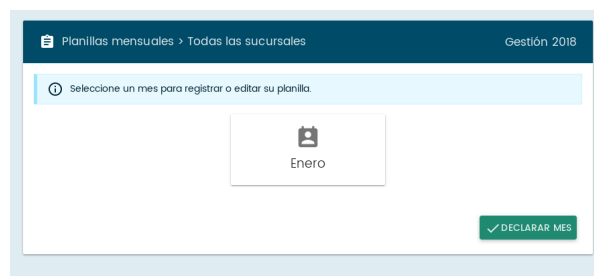 Planillas mensuales > Todas las sucursales
Gestión 2018
Seleccione un mes para registrar o editar su planilla.
Enero
DECLARAR MES